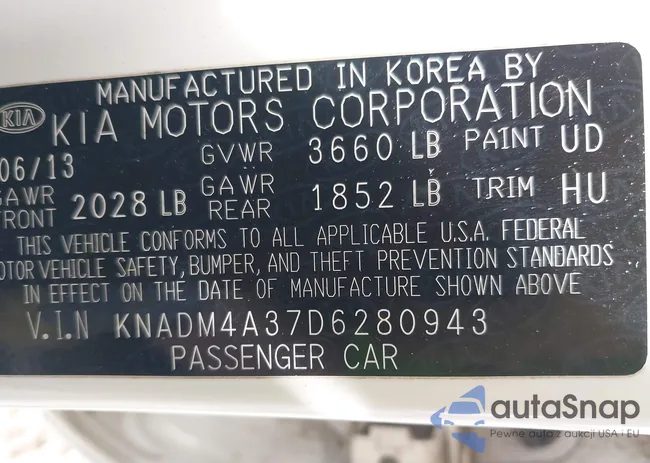 MANUFACTURED IN KOREA BY
KIA KIA MOTORS CORPORATION
06/13 GVWR 3660 LB PAINT UD
GAWR FRONT 2028 LB GAWR REAR 1852 LB TRIM HU
THIS VEHICLE CONFORMS TO ALL APPLICABLE U.S.A. FEDERAL
MOTOR VEHICLE SAFETY, BUMPER, AND THEFT PREVENTION STANDARDS
IN EFFECT ON THE DATE OF MANUFACTURE SHOWN ABOVE
V.I.N KNADM4A37D6280943
PASSENGER CAR
autaSnap
Pewne auta z aukcji USA i EU